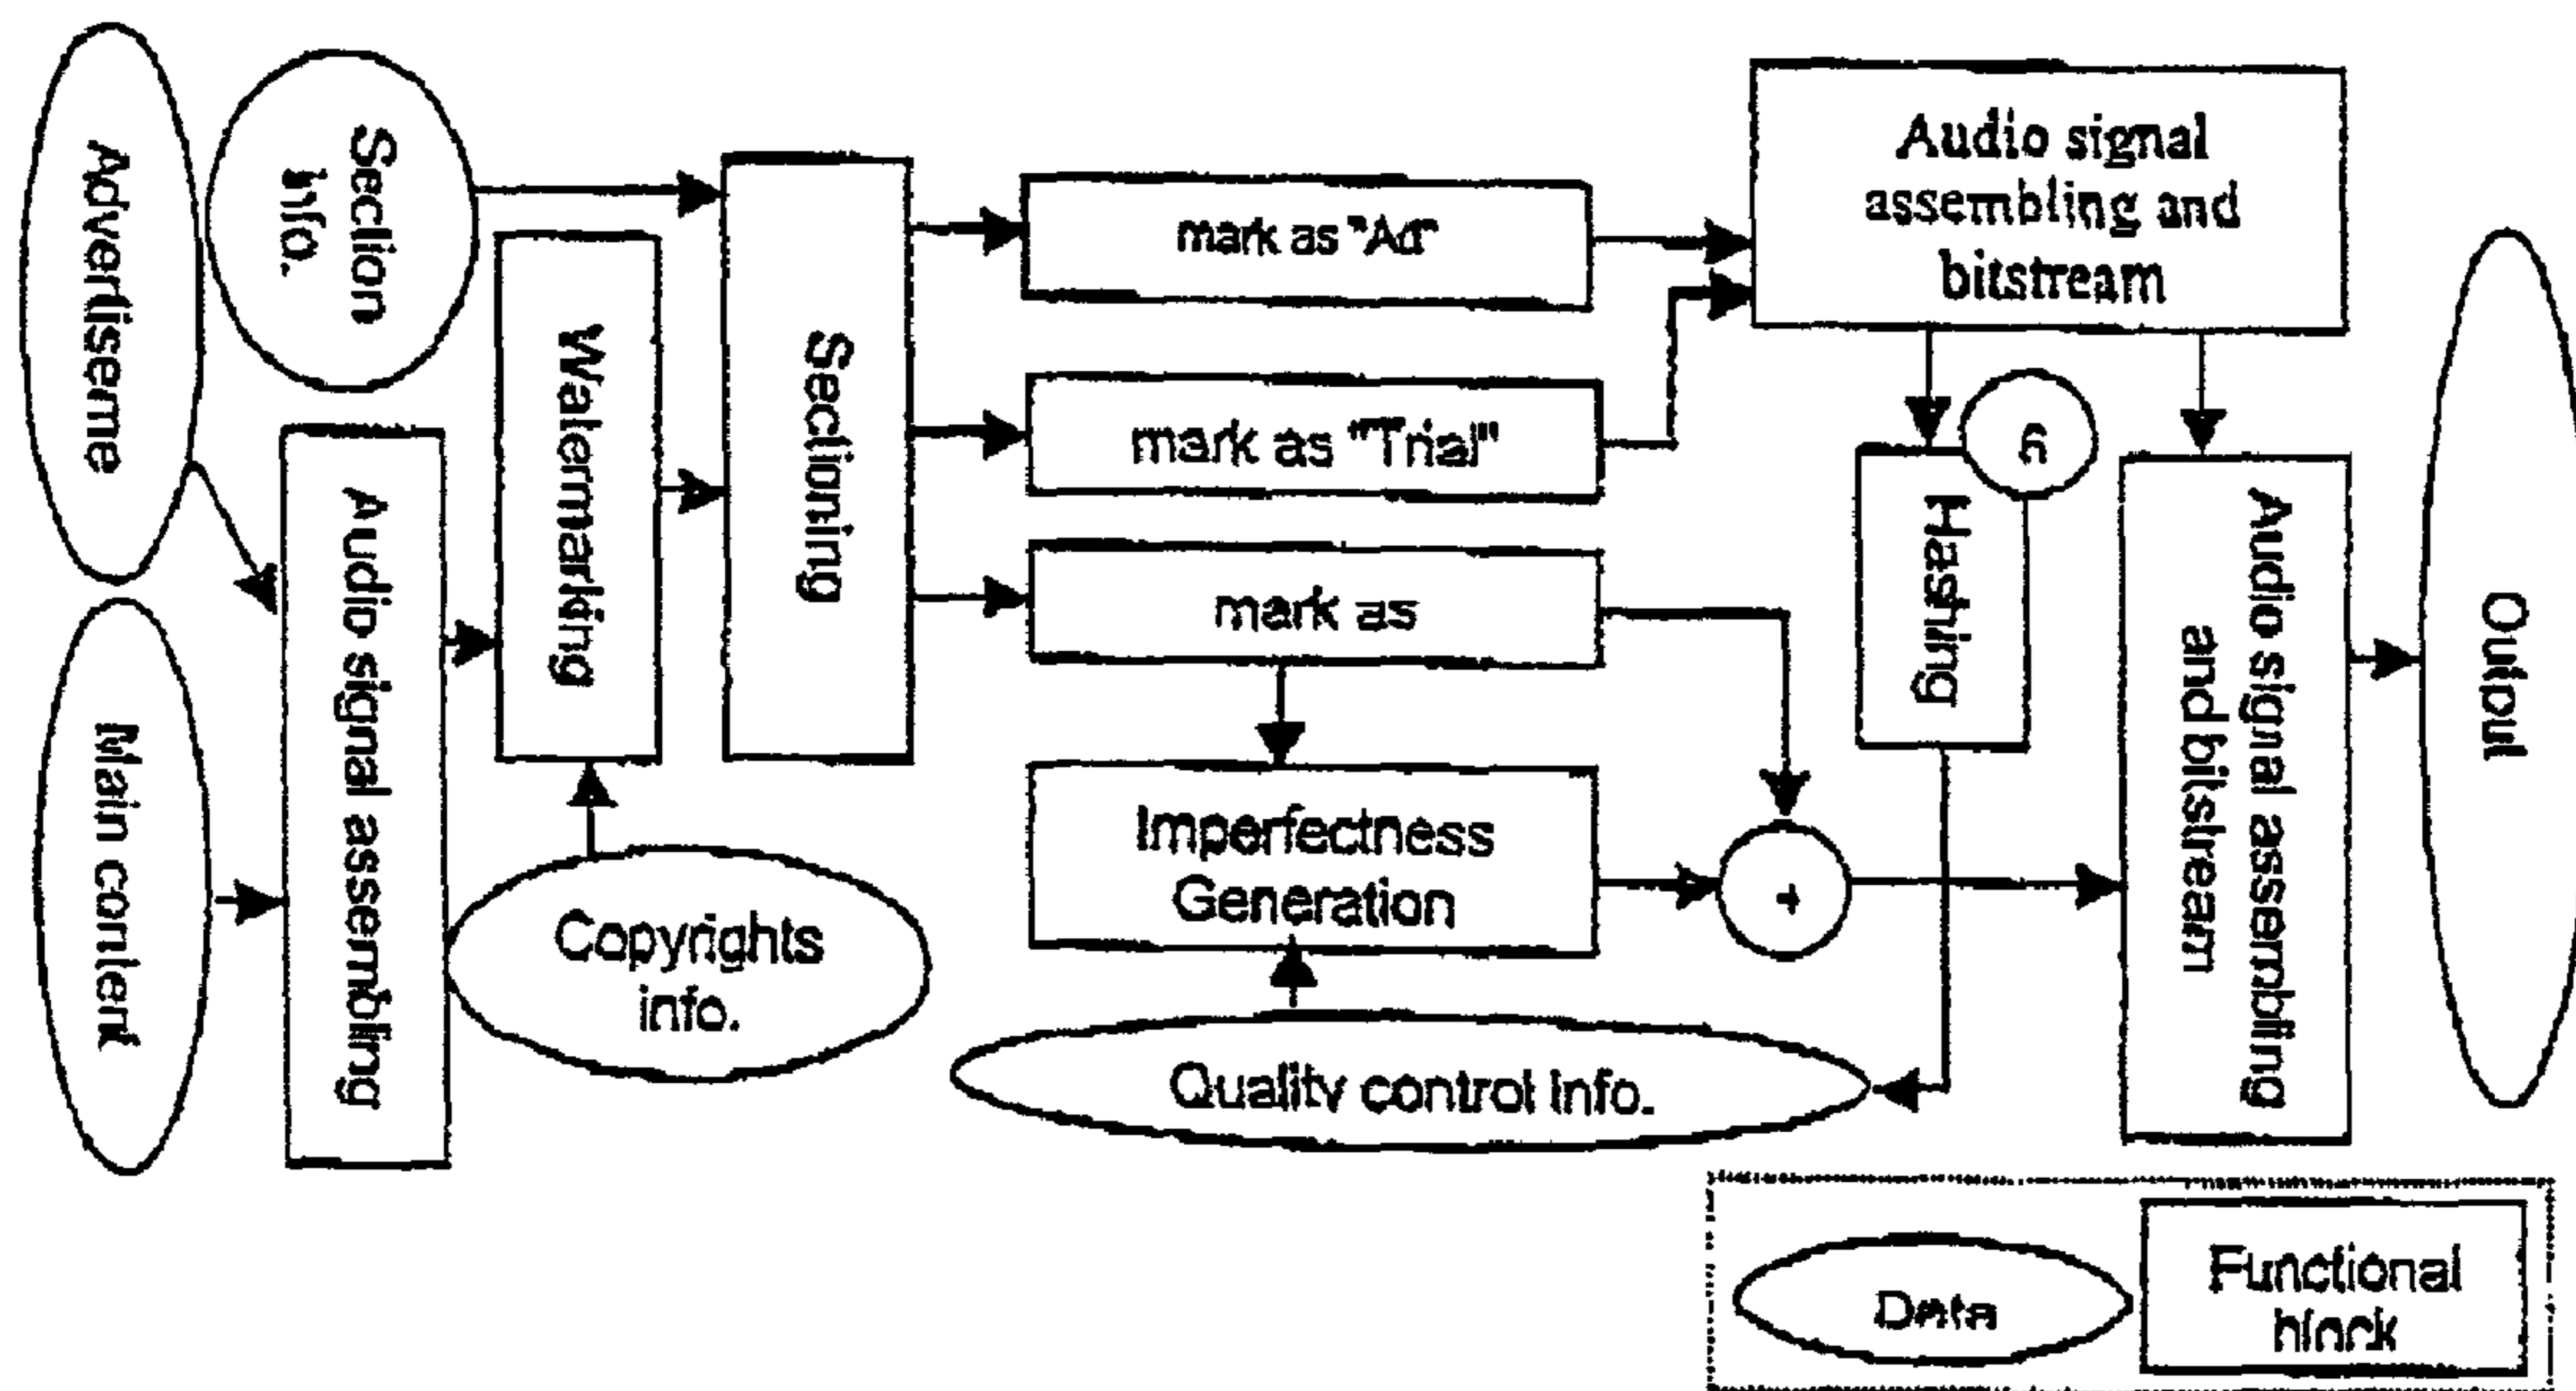 Advertiseme
Section
info.
Main content
Audio signal assembling
Watermarking
Copyrights
info.
Sectioning
mark as "Ad"
mark as "Trial"
mark as
Imperfectness
Generation
+
Quality control info.
Audio signal
assembling and
bitstream
Hashing
Audio signal assembling
and bitstream
Output
Data
Functional
block